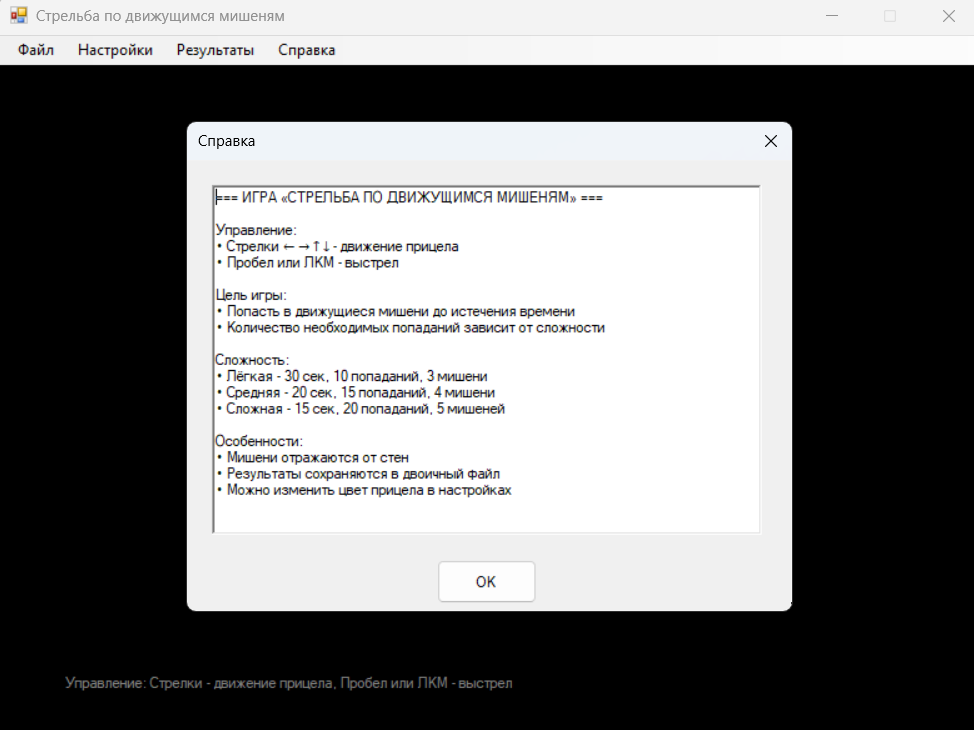 Стрельба по движущимся мишеням
Файл Настройки Результаты Справка
Справка
=== ИГРА «СТРЕЛЬБА ПО ДВИЖУЩИМСЯ МИШЕНЯМ» ===
Управление:
• Стрелки ←→↑↓ - движение прицела
• Пробел или ЛКМ - выстрел
Цель игры:
• Попасть в движущиеся мишени до истечения времени
• Количество необходимых попаданий зависит от сложности
Сложность:
• Лёгкая - 30 сек, 10 попаданий, 3 мишени
• Средняя - 20 сек, 15 попаданий, 4 мишени
• Сложная - 15 сек, 20 попаданий, 5 мишеней
Особенности:
• Мишени отражаются от стен
• Результаты сохраняются в двоичный файл
• Можно изменить цвет прицела в настройках
OK
Управление: Стрелки - движение прицела, Пробел или ЛКМ - выстрел